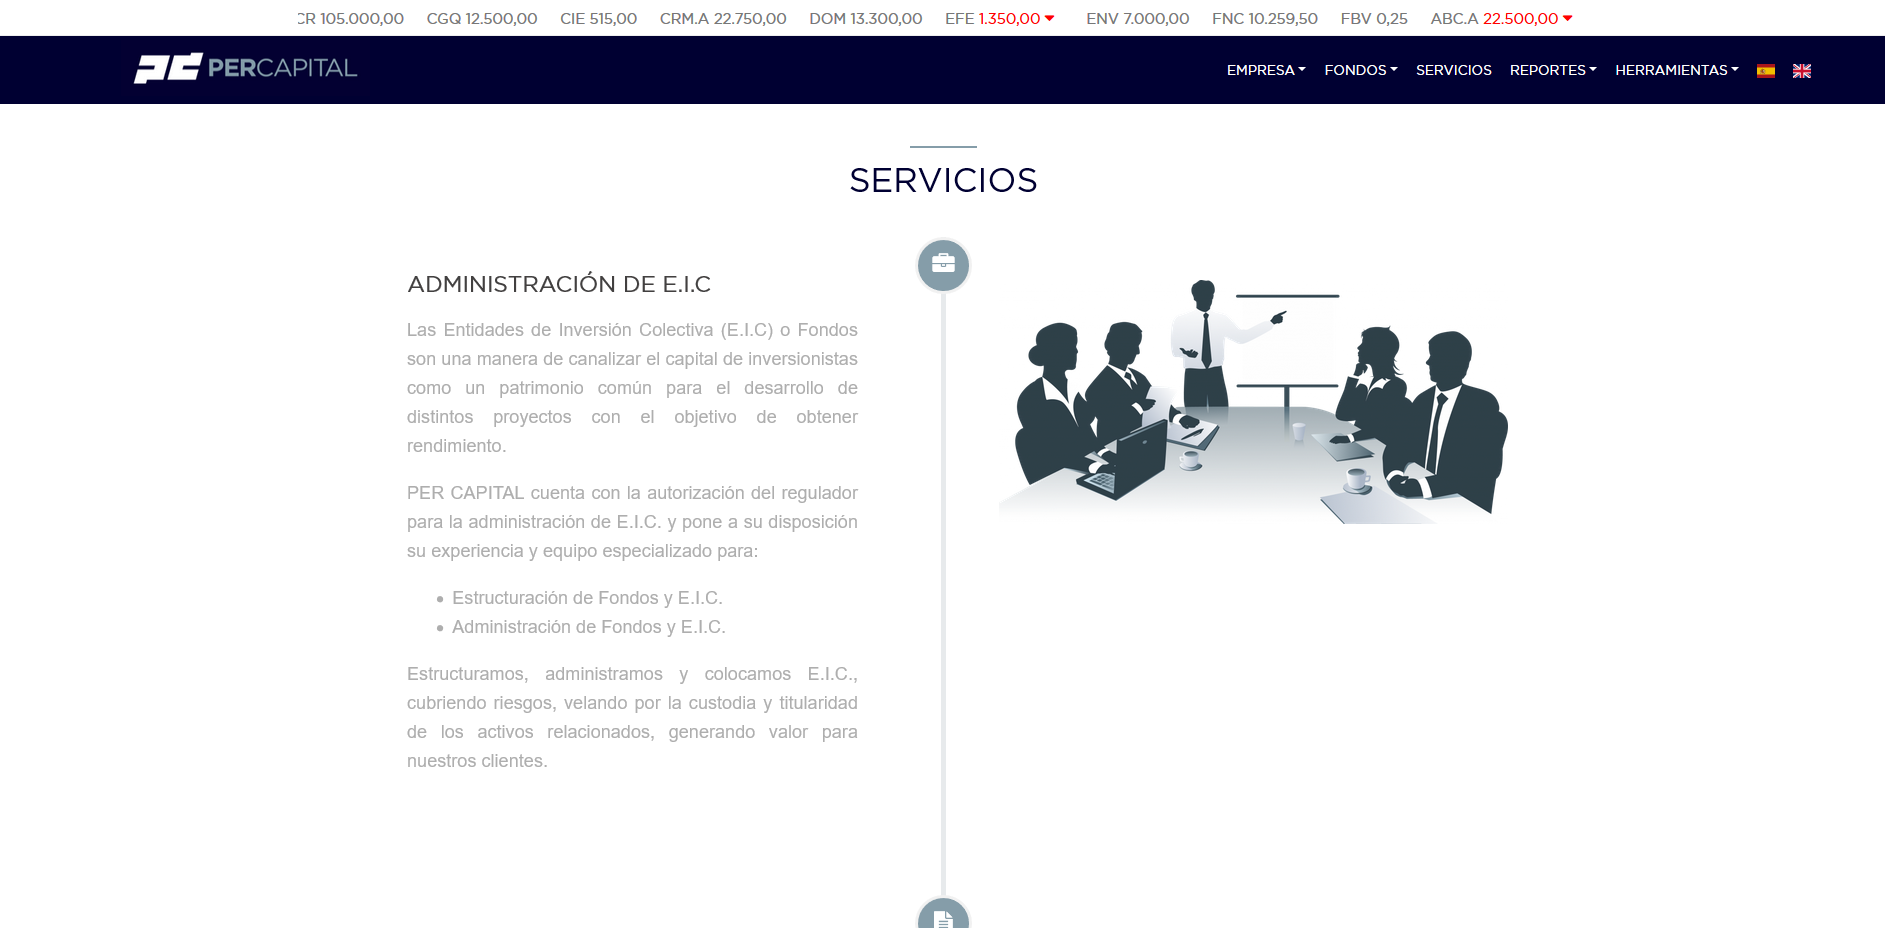 CR 105.000,00 CGQ 12.500,00 CIE 515,00 CRM.A 22.750,00 DOM 13.300,00 EFE 1.350,00 ENV 7.000,00 FNC 10.259,50 FBV 0,25 ABC.A 22.500,00
PERCAPITAL
EMPRESA FONDOS SERVICIOS REPORTES HERRAMIENTAS
SERVICIOS
ADMINISTRACIÓN DE E.I.C
Las Entidades de Inversión Colectiva (E.I.C) o Fondos
son una manera de canalizar el capital de inversionistas
como un patrimonio común para el desarrollo de
distintos proyectos con el objetivo de obtener
rendimiento.
PER CAPITAL cuenta con la autorización del regulador
para la administración de E.I.C. y pone a su disposición
su experiencia y equipo especializado para:
Estructuración de Fondos y E.I.C.
Administración de Fondos y E.I.C.
Estructuramos, administramos y colocamos E.I.C.,
cubriendo riesgos, velando por la custodia y titularidad
de los activos relacionados, generando valor para
nuestros clientes.